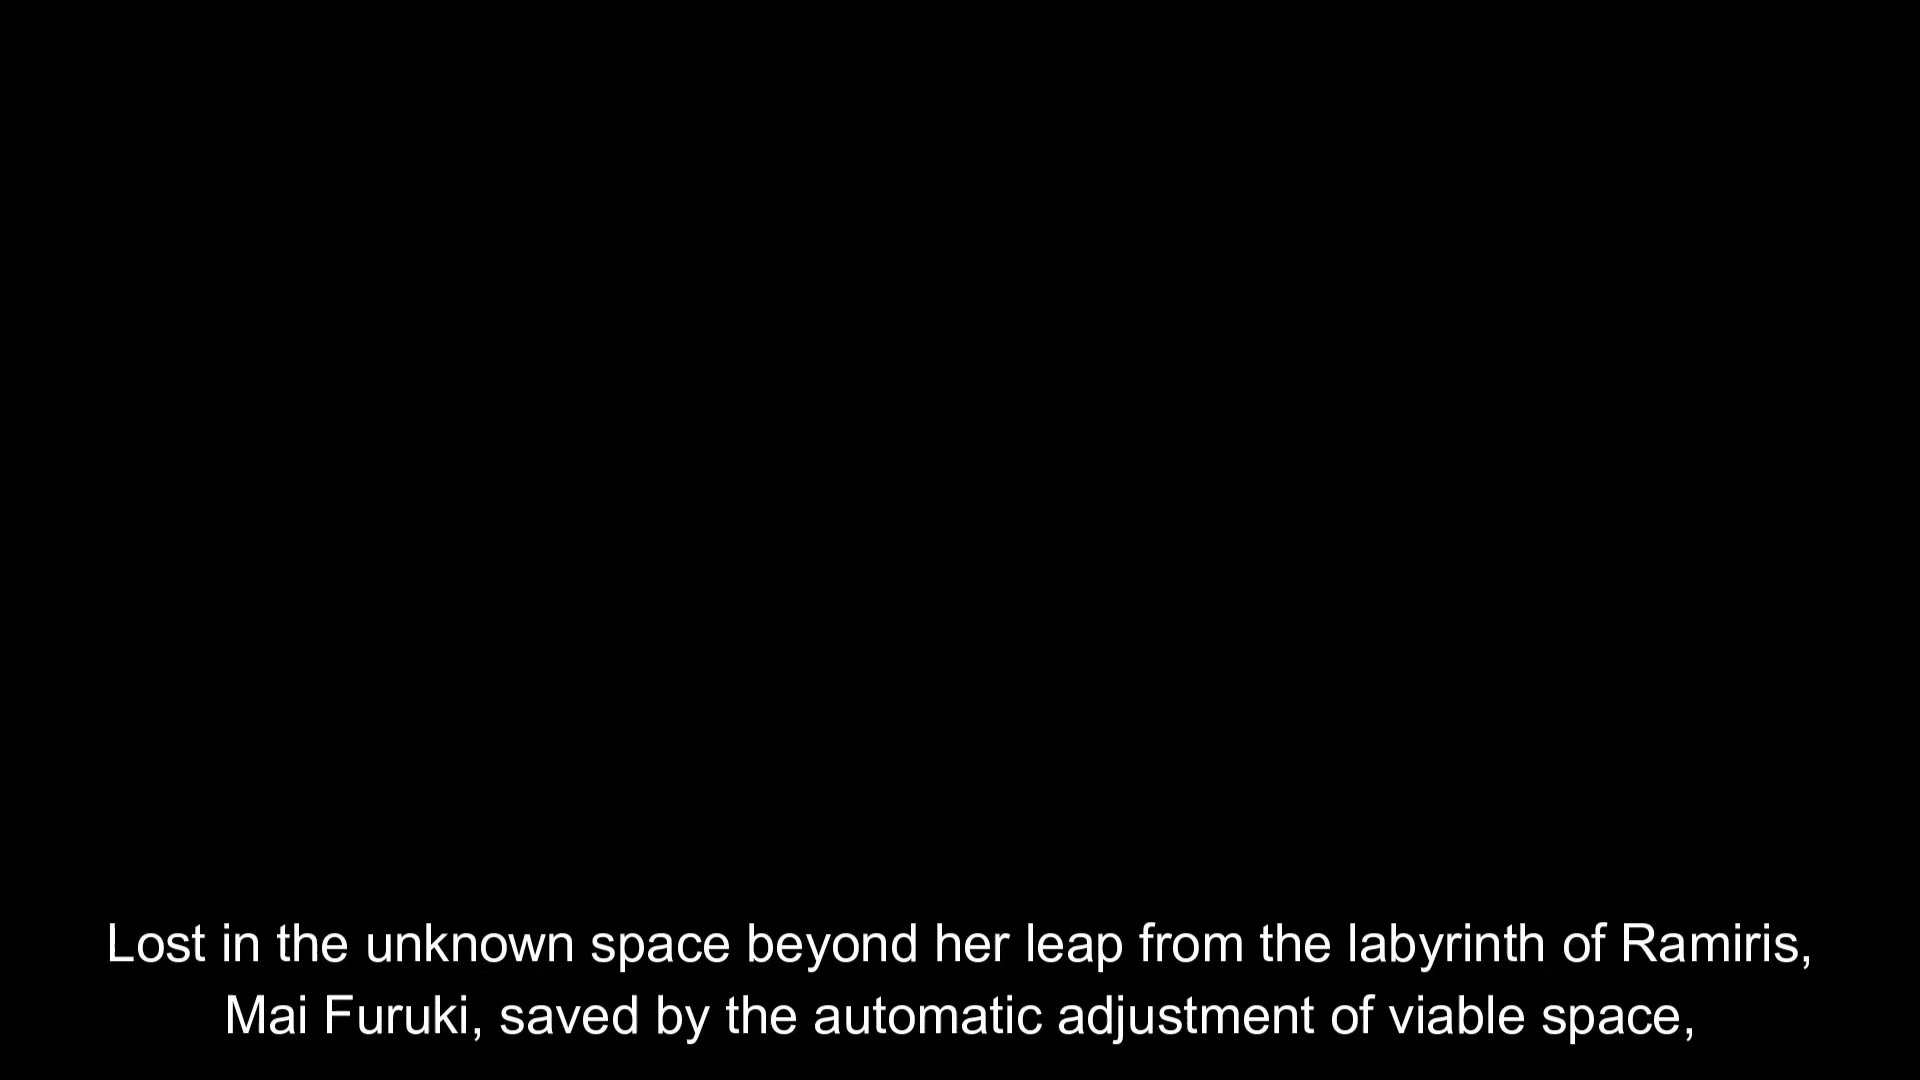 Lost in the unknown space beyond her leap from the labyrinth of Ramiris,
Mai Furuki, saved by the automatic adjustment of viable space,